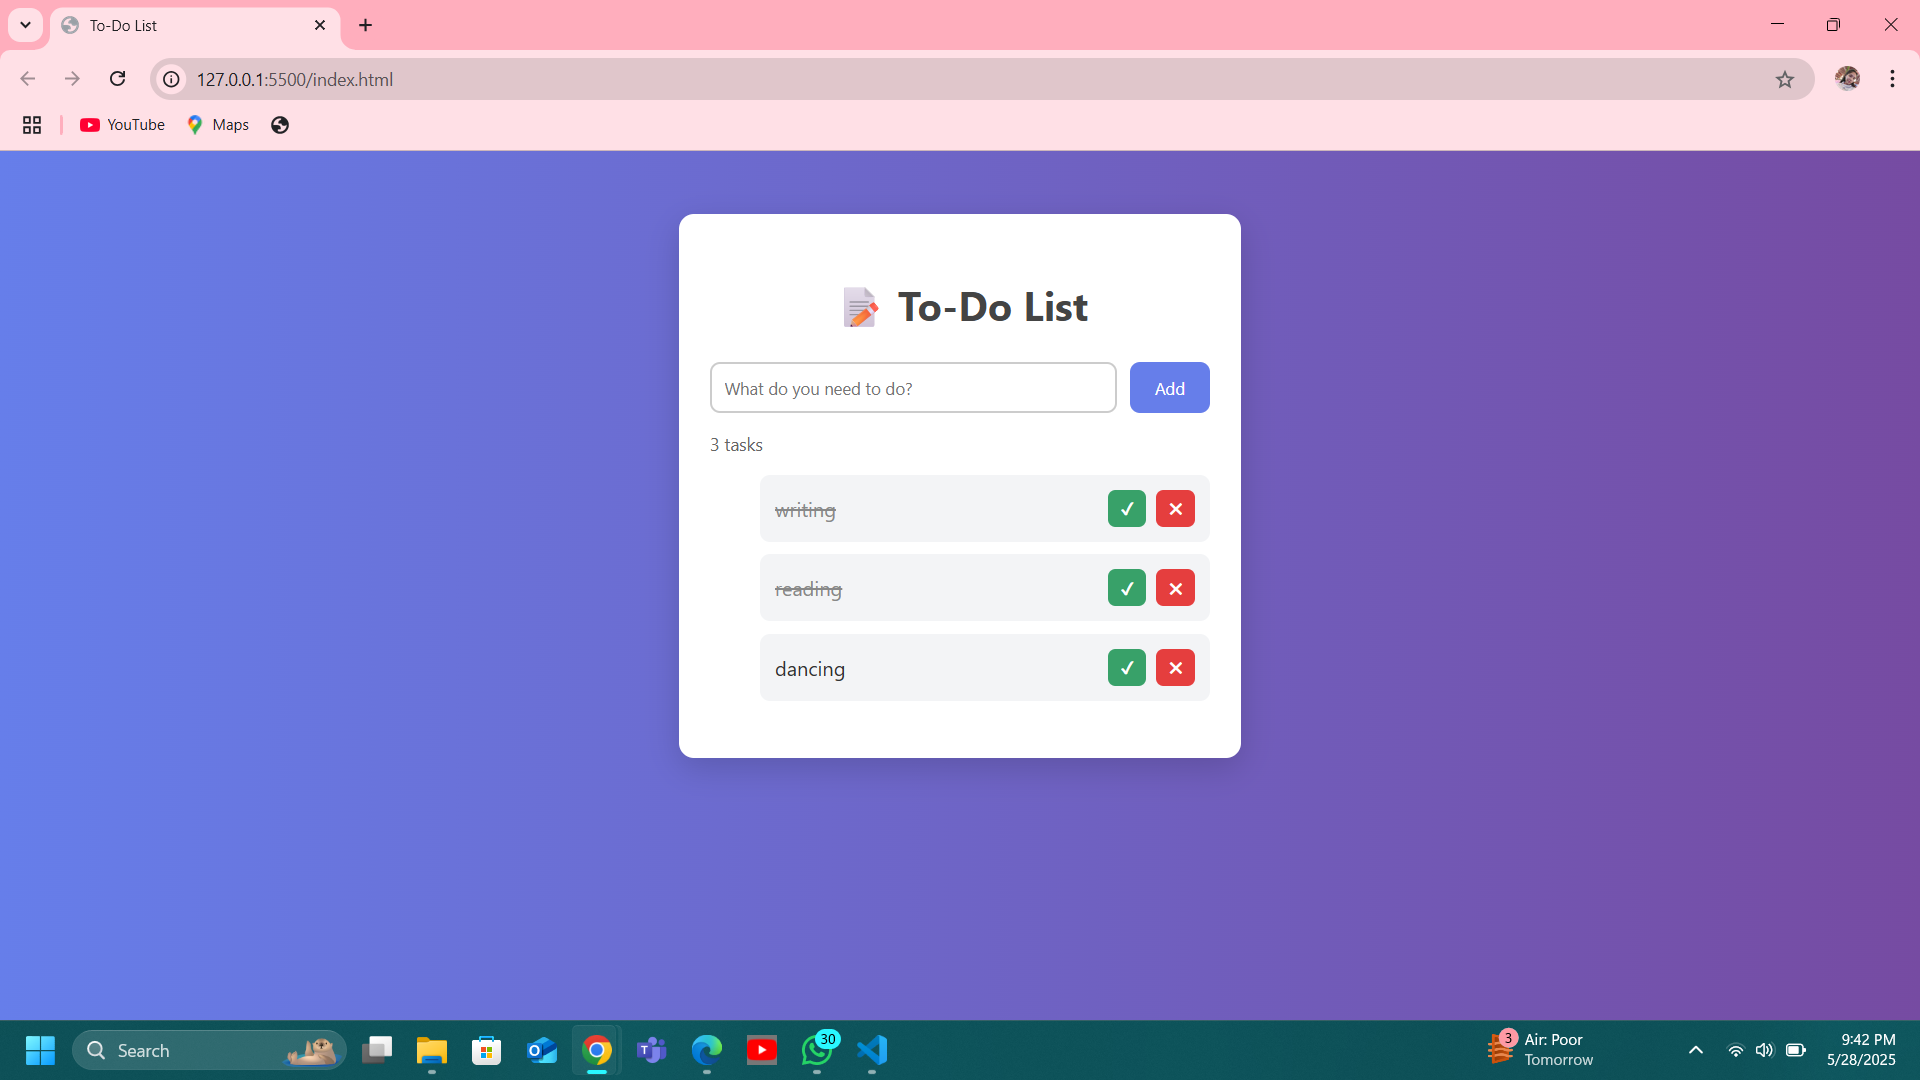 To-Do List
127.0.0.1:5500/index.html
YouTube
Maps
📝 To-Do List
What do you need to do?
Add
3 tasks
writing
✓
✕
reading
✓
✕
dancing
✓
✕
Search
30
3
Air: Poor
Tomorrow
9:42 PM
5/28/2025